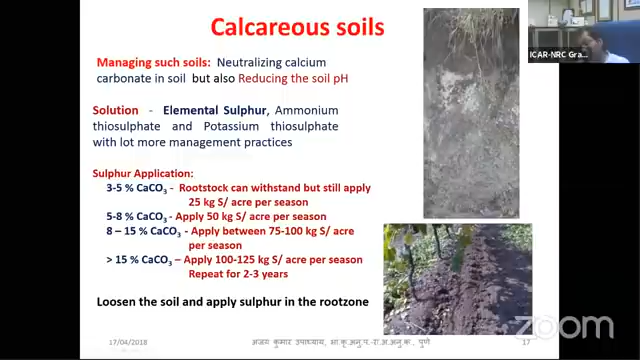 Calcareous soils
ICAR-NRC Gra...
Managing such soils: Neutralizing calcium
carbonate in soil but also Reducing the soil pH
Solution - Elemental Sulphur, Ammonium
thiosulphate and Potassium thiosulphate
with lot more management practices
Sulphur Application:
3-5 % CaCO₃ - Rootstock can withstand but still apply
25 kg S/ acre per season
5-8 % CaCO₃- Apply 50 kg S/ acre per season
8 – 15 % CaCO₃ - Apply between 75-100 kg S/ acre
per season
> 15 % CaCO₃ – Apply 100-125 kg S/ acre per season
Repeat for 2-3 years
Loosen the soil and apply sulphur in the rootzone
zoom
17/04/2018 अजय कुमार उपाध्याय, भा.कृ.अनु.प.-रा.अं.अनु.कें., पुणे 17